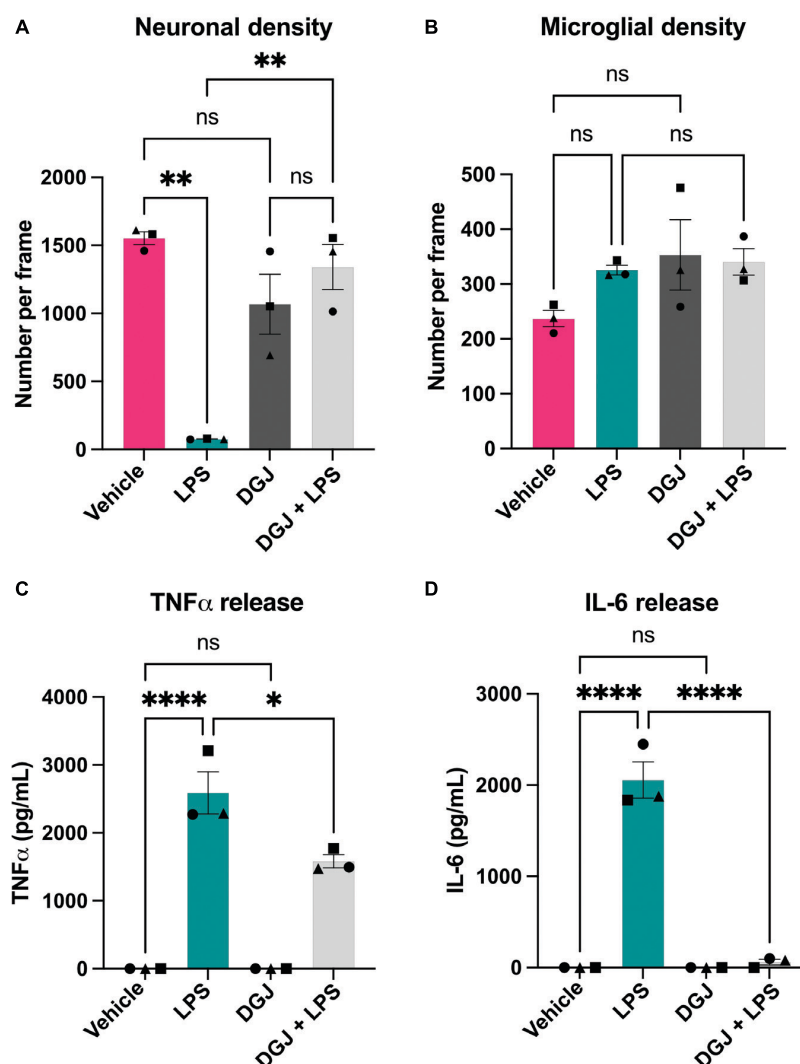 A
Neuronal density
**
ns
**
ns
Number per frame
2000
1500
1000
500
0
Vehicle
LPS
DGJ
DGJ + LPS
B
Microglial density
ns
ns
ns
Number per frame
500
400
300
200
100
0
Vehicle
LPS
DGJ
DGJ + LPS
C
TNFα release
ns
****
*
TNFα (pg/mL)
4000
3000
2000
1000
0
Vehicle
LPS
DGJ
DGJ + LPS
D
IL-6 release
ns
****
****
IL-6 (pg/mL)
3000
2000
1000
0
Vehicle
LPS
DGJ
DGJ + LPS